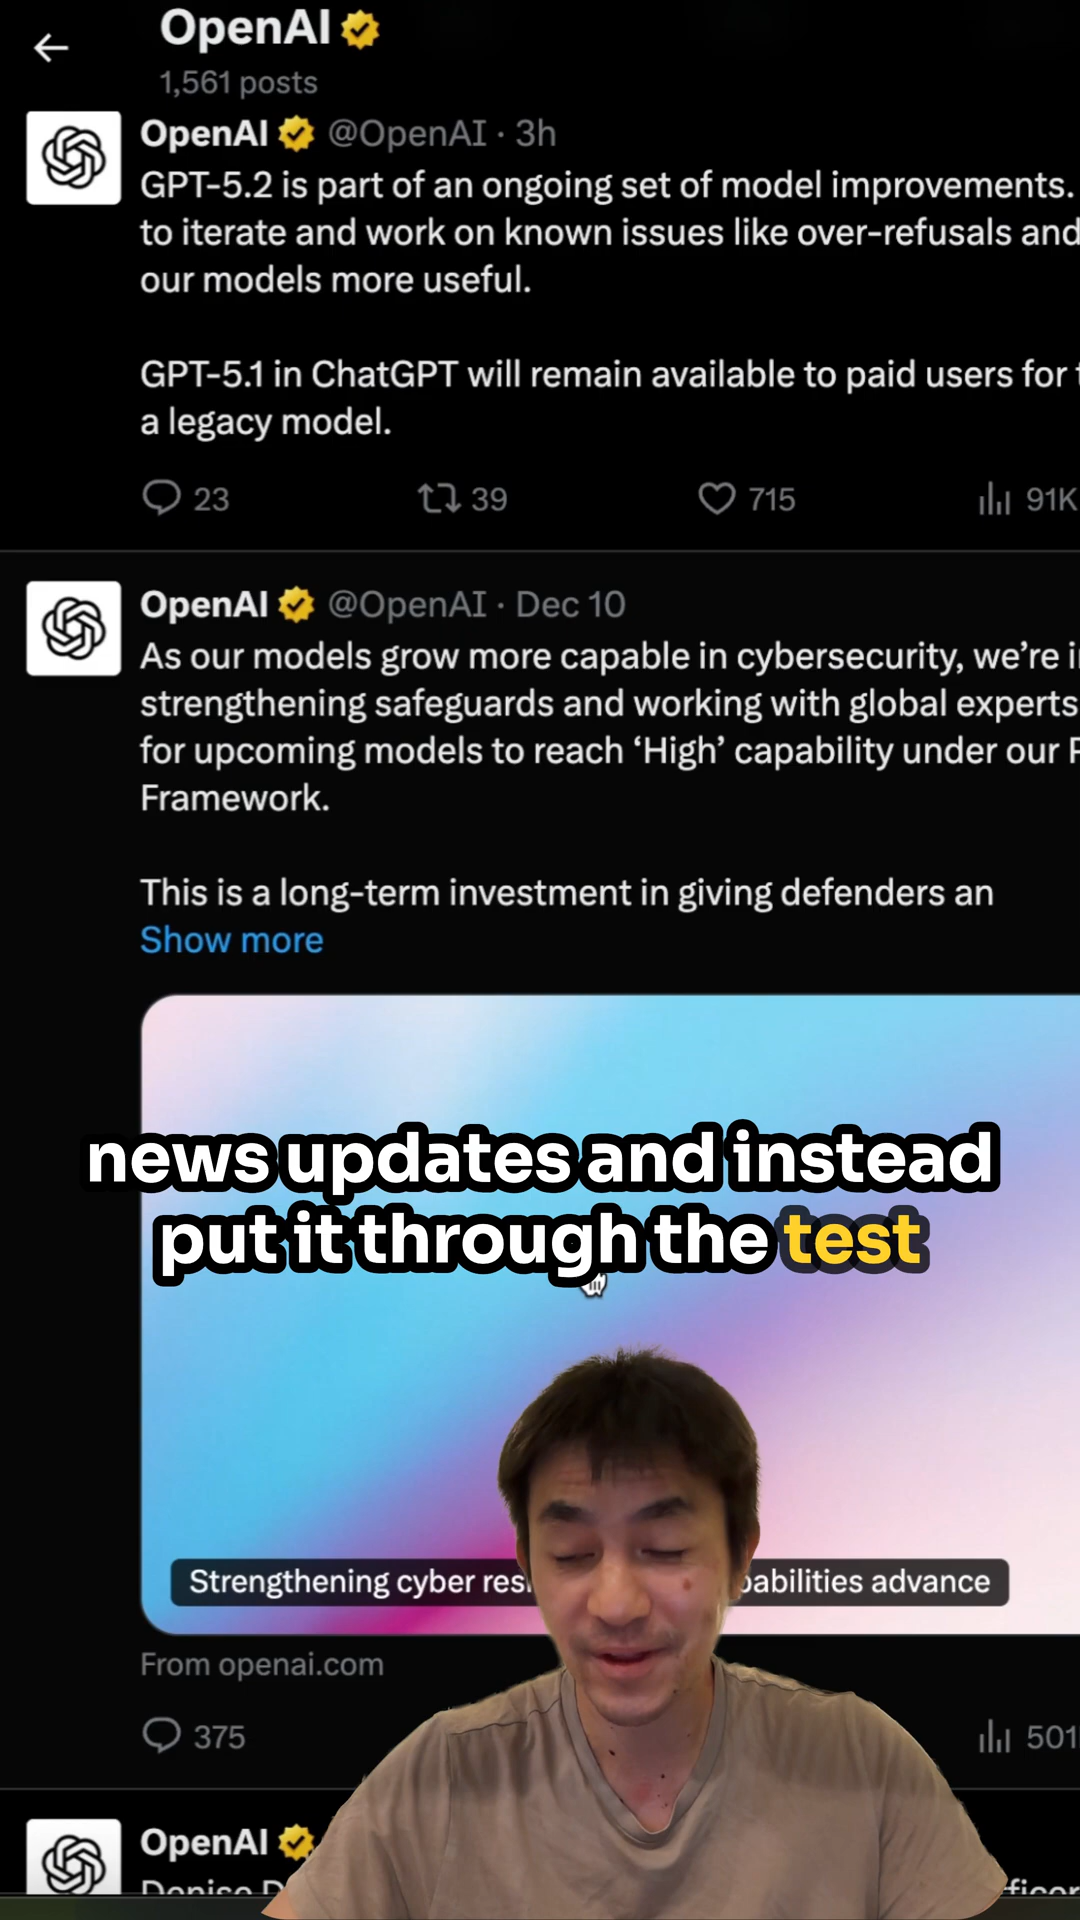 OpenAI
1,561 posts
OpenAI @OpenAI · 3h
GPT-5.2 is part of an ongoing set of model improvements.
to iterate and work on known issues like over-refusals and
our models more useful.
GPT-5.1 in ChatGPT will remain available to paid users for
a legacy model.
23 39 715 91K
OpenAI @OpenAI · Dec 10
As our models grow more capable in cybersecurity, we’re
strengthening safeguards and working with global experts
for upcoming models to reach ‘High’ capability under our
Framework.
This is a long-term investment in giving defenders an
Show more
news updates and instead
put it through the test
Strengthening cyber advance
From openai.com
375 501
OpenAI